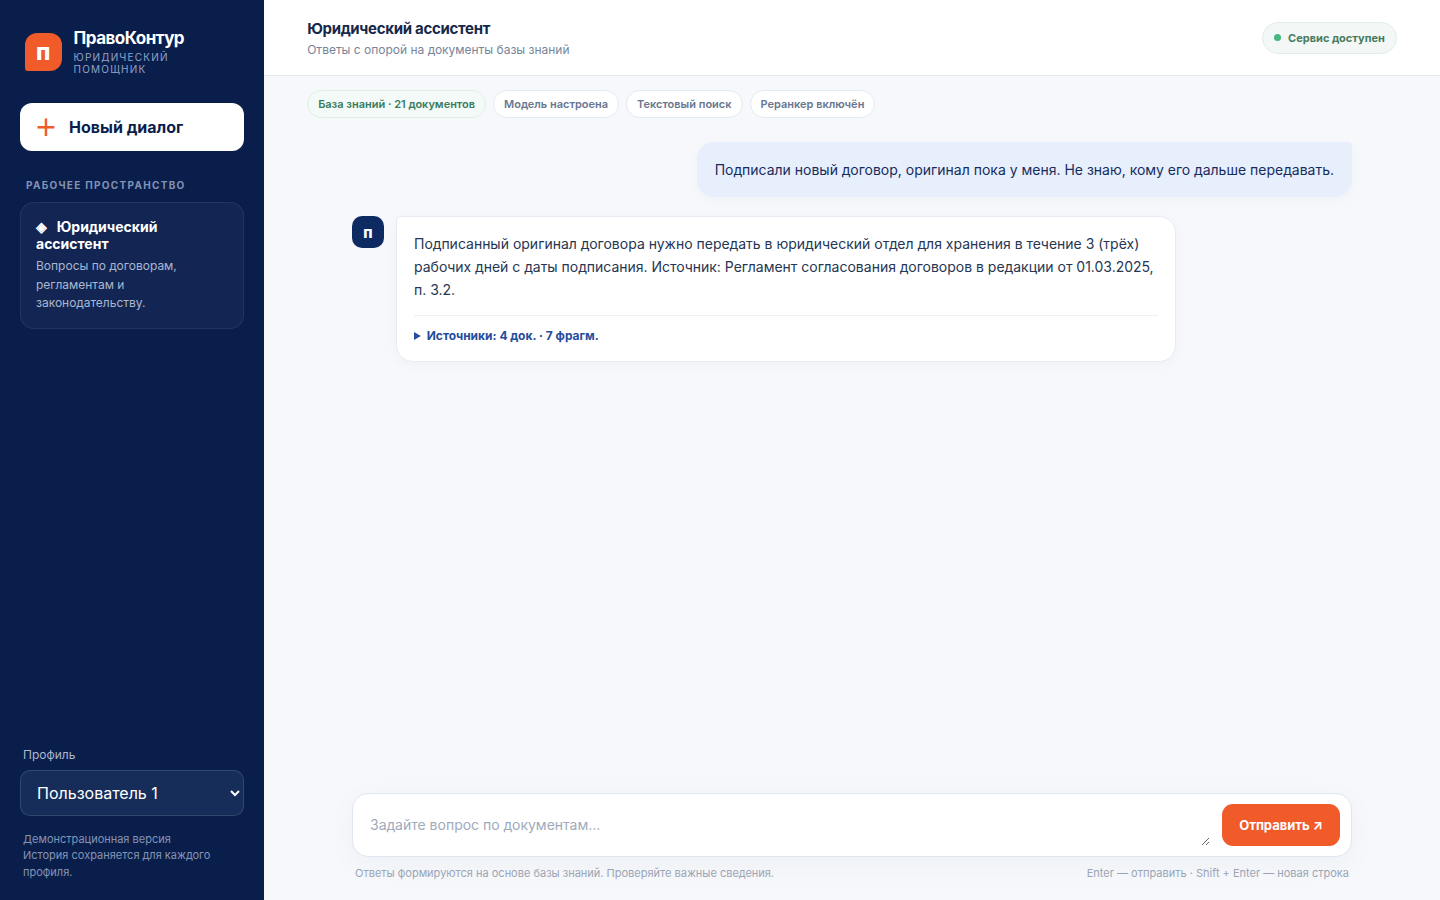 П
ПравоКонтур
ЮРИДИЧЕСКИЙ
ПОМОЩНИК
+ Новый диалог
РАБОЧЕЕ ПРОСТРАНСТВО
◈ Юридический
ассистент
Вопросы по договорам,
регламентам и
законодательству.
Профиль
Пользователь 1
Демонстрационная версия
История сохраняется для каждого
профиля.
Юридический ассистент
Ответы с опорой на документы базы знаний
Сервис доступен
База знаний · 21 документов
Модель настроена
Текстовый поиск
Реранкер включён
Подписали новый договор, оригинал пока у меня. Не знаю, кому его дальше передавать.
П
Подписанный оригинал договора нужно передать в юридический отдел для хранения в течение 3 (трёх)
рабочих дней с даты подписания. Источник: Регламент согласования договоров в редакции от 01.03.2025,
п. 3.2.
▶ Источники: 4 док. · 7 фрагм.
Задайте вопрос по документам...
Отправить ↗
Ответы формируются на основе базы знаний. Проверяйте важные сведения.
Enter — отправить · Shift + Enter — новая строка